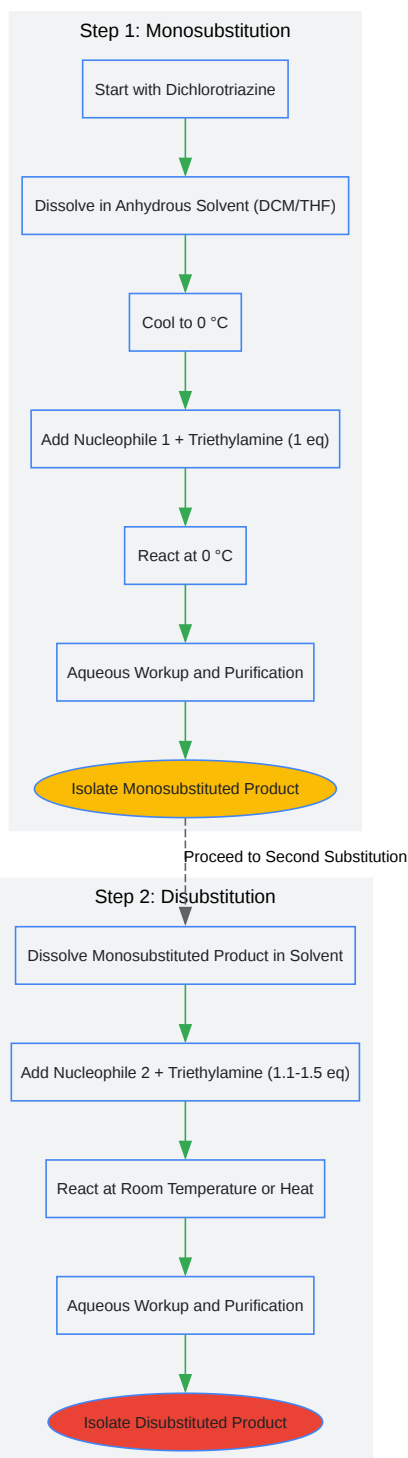 Step 1: Monosubstitution
Start with Dichlorotriazine
Dissolve in Anhydrous Solvent (DCM/THF)
Cool to 0 °C
Add Nucleophile 1 + Triethylamine (1 eq)
React at 0 °C
Aqueous Workup and Purification
Isolate Monosubstituted Product
Proceed to Second Substitution
Step 2: Disubstitution
Dissolve Monosubstituted Product in Solvent
Add Nucleophile 2 + Triethylamine (1.1-1.5 eq)
React at Room Temperature or Heat
Aqueous Workup and Purification
Isolate Disubstituted Product